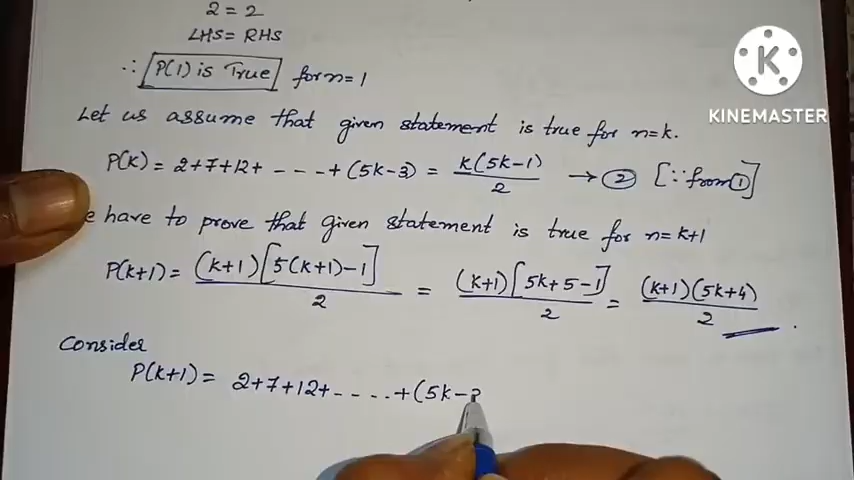 2 = 2
LHS = RHS
∴ P(1) is True for n=1
Let us assume that given statement is true for n=k.
P(k) = 2+7+12+ - - - - + (5k-3) = k(5k-1)/2 → ② [∵ from ①]
have to prove that given statement is true for n=k+1
P(k+1) = (k+1)[5(k+1)-1]/2 = (k+1)[5k+5-1]/2 = (k+1)(5k+4)/2 .
Consider
P(k+1) = 2+7+12+ - - - - + (5k-
K
KINEMASTER